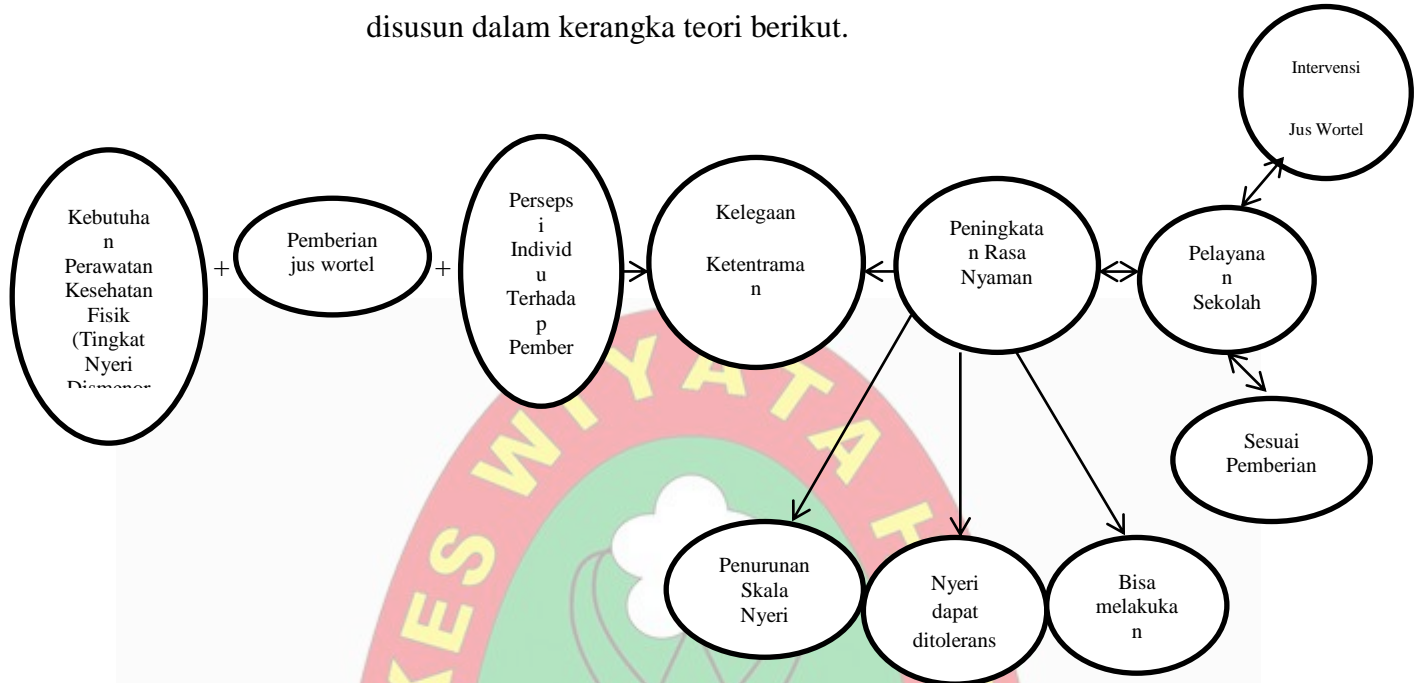 disusun dalam kerangka teori berikut.
Kebutuha
n
Perawatan
Kesehatan
Fisik
(Tingkat
Nyeri
+
Pemberian
jus wortel
+
Perseps
i
Individ
u
Terhada
p
Pember
Kelegaan
Ketentrama
n
Peningkata
n Rasa
Nyaman
Pelayana
n
Sekolah
Intervensi
Jus Wortel
Sesuai
Pemberian
Penurunan
Skala
Nyeri
Nyeri
dapat
ditolerans
Bisa
melakuka
n
KES WIYATA H